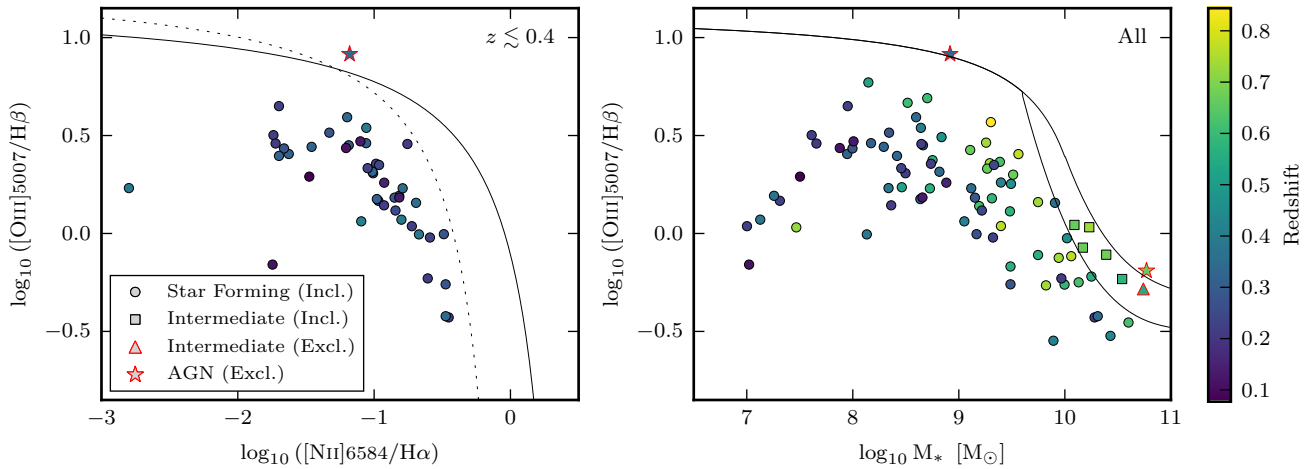 z ≲ 0.4
All
log₁₀ ([OIII]5007/Hβ)
1.0
0.5
0.0
−0.5
Star Forming (Incl.)
Intermediate (Incl.)
Intermediate (Excl.)
AGN (Excl.)
−3
−2
−1
0
log₁₀ ([NII]6584/Hα)
log₁₀ ([OIII]5007/Hβ)
1.0
0.5
0.0
−0.5
7
8
9
10
11
log₁₀ M* [M⊙]
0.8
0.7
0.6
0.5
0.4
0.3
0.2
0.1
Redshift